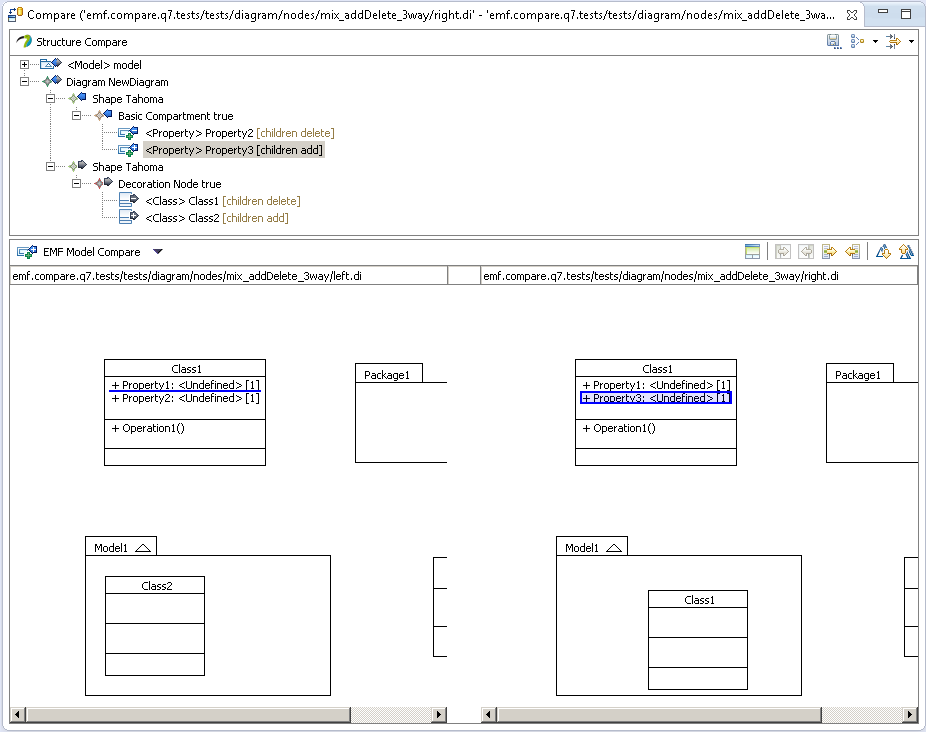 Compare ('emf.compare.q7.tests/tests/diagram/nodes/mix_addDelete_3way/right.di' - 'emf.compare.q7.tests/tests/diagram/nodes/mix_addDelete_3wa...
Structure Compare
<Model> model
Diagram NewDiagram
Shape Tahoma
Basic Compartment true
<Property> Property2 [children delete]
<Property> Property3 [children add]
Shape Tahoma
Decoration Node true
<Class> Class1 [children delete]
<Class> Class2 [children add]
EMF Model Compare
emf.compare.q7.tests/tests/diagram/nodes/mix_addDelete_3way/left.di
emf.compare.q7.tests/tests/diagram/nodes/mix_addDelete_3way/right.di
Class1
+ Property1: <Undefined> [1]
+ Property2: <Undefined> [1]
+ Operation1()
Package1
Model1
Class2
Class1
+ Property1: <Undefined> [1]
+ Property3: <Undefined> [1]
+ Operation1()
Package1
Model1
Class1